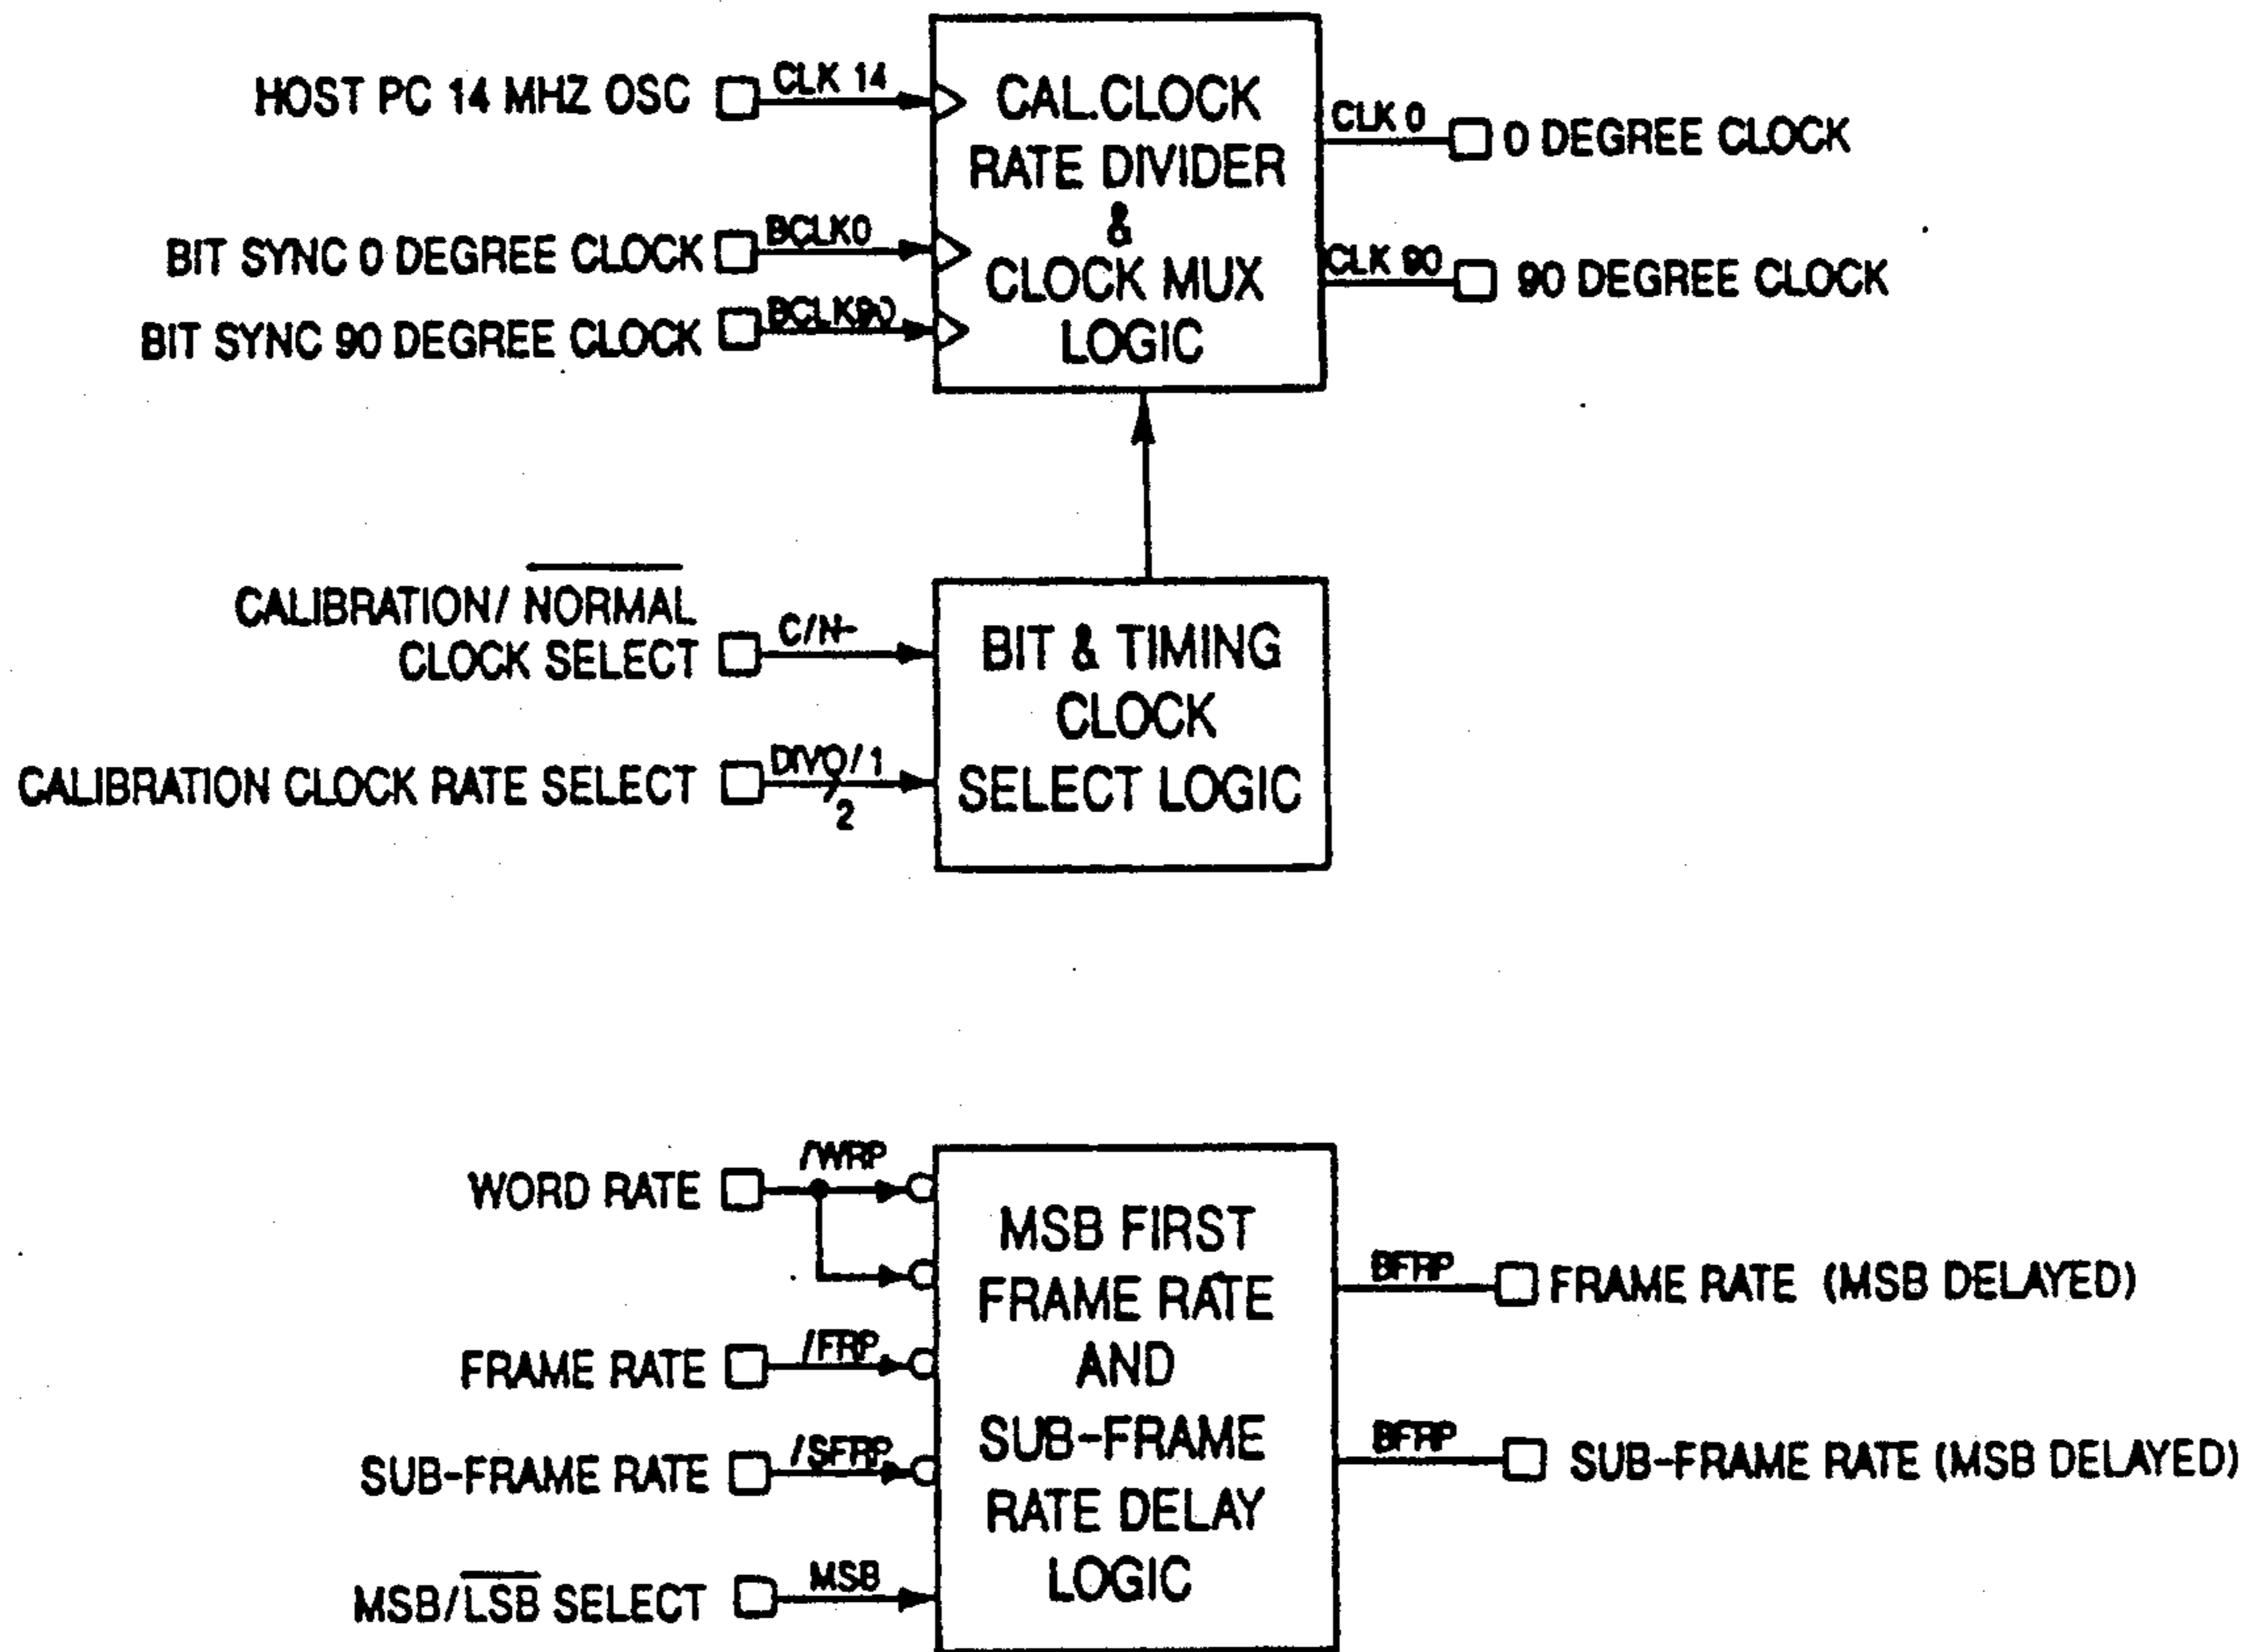 HOST PC 14 MHZ OSC
CLK 14
BIT SYNC 0 DEGREE CLOCK
BCLK0
BIT SYNC 90 DEGREE CLOCK
BCLK90
CAL.CLOCK
RATE DIVIDER
&
CLOCK MUX
LOGIC
CLK 0
0 DEGREE CLOCK
CLK 90
90 DEGREE CLOCK
CALIBRATION/ NORMAL
CLOCK SELECT
C/N-
CALIBRATION CLOCK RATE SELECT
DIV0/1
2
BIT & TIMING
CLOCK
SELECT LOGIC
WORD RATE
/WRP
FRAME RATE
/FRP
SUB-FRAME RATE
/SFRP
MSB/LSB SELECT
MSB
MSB FIRST
FRAME RATE
AND
SUB-FRAME
RATE DELAY
LOGIC
BFRP
FRAME RATE (MSB DELAYED)
BFRP
SUB-FRAME RATE (MSB DELAYED)